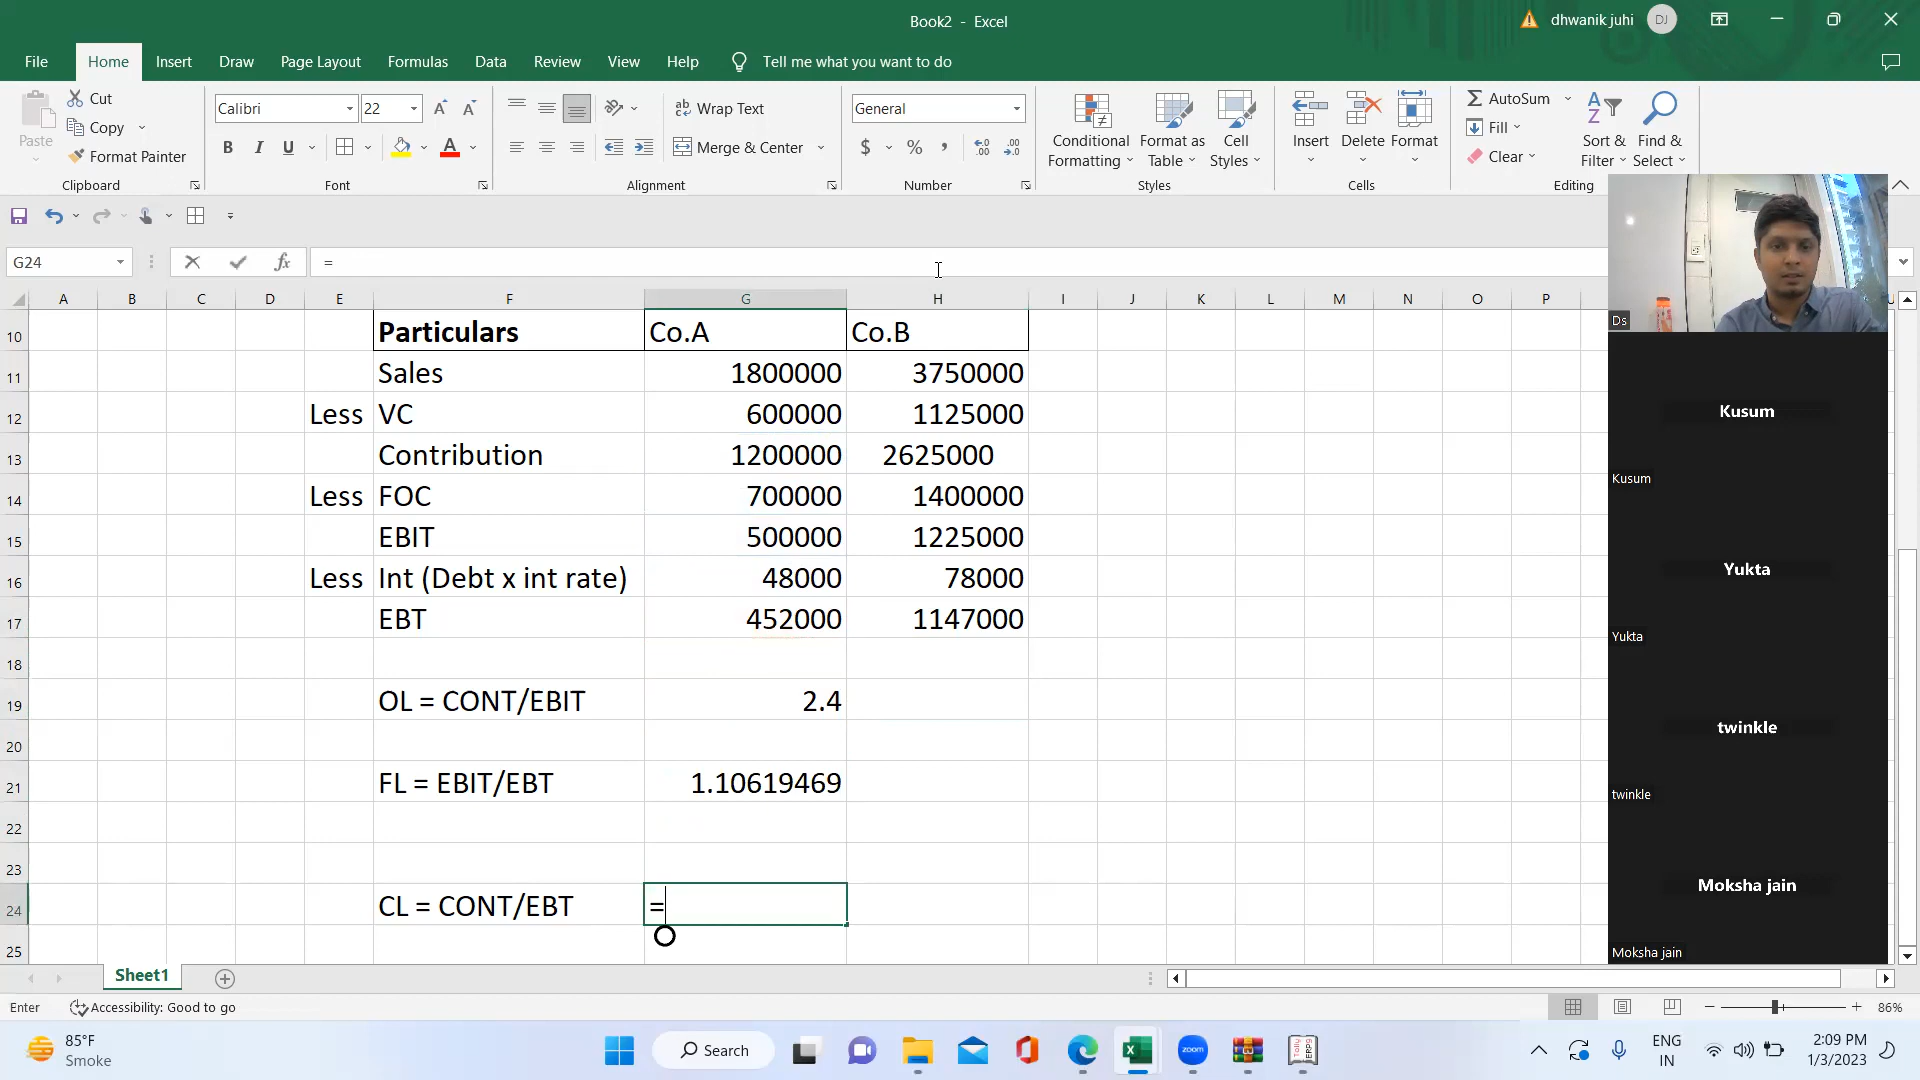 Book2 - Excel
dhwanik juhi
DJ
File Home Insert Draw Page Layout Formulas Data Review View Help Tell me what you want to do
Cut
Copy
Format Painter
Paste
Clipboard
Calibri 22
B I U
Font
ab Wrap Text
Merge & Center
Alignment
General
$ % ,
Number
Conditional Formatting
Format as Table
Cell Styles
Styles
Insert Delete Format
Cells
AutoSum
Fill
Clear
Sort & Filter
Find & Select
Editing
G24
fx
=
A B C D E F G H I J K L M N O P
10 Particulars Co.A Co.B
11 Sales 1800000 3750000
12 Less VC 600000 1125000
13 Contribution 1200000 2625000
14 Less FOC 700000 1400000
15 EBIT 500000 1225000
16 Less Int (Debt x int rate) 48000 78000
17 EBT 452000 1147000
18
19 OL = CONT/EBIT 2.4
20
21 FL = EBIT/EBT 1.10619469
22
23
24 CL = CONT/EBT =
25
Ds
Kusum
Kusum
Yukta
Yukta
twinkle
twinkle
Moksha jain
Moksha jain
Sheet1
Enter
Accessibility: Good to go
86%
85°F
Smoke
Search
zoom
ENG
IN
2:09 PM
1/3/2023